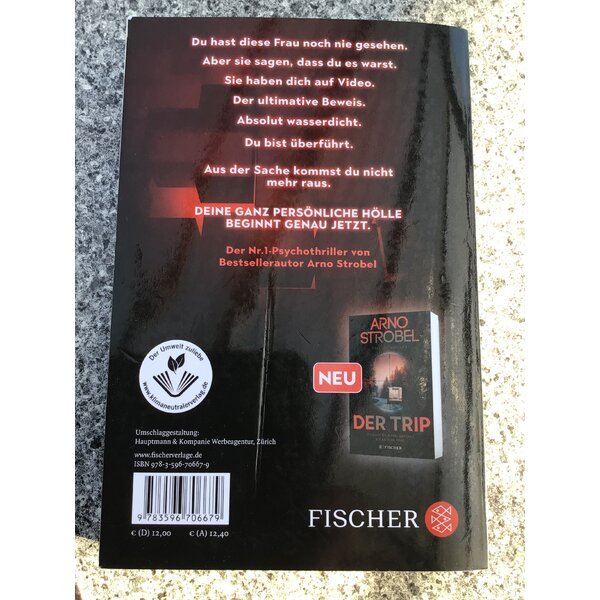 Du hast diese Frau noch nie gesehen.
Aber sie sagen, dass du es warst.
Sie haben dich auf Video.
Der ultimative Beweis.
Absolut wasserdicht.
Du bist überführt.
Aus der Sache kommst du nicht
mehr raus.
DEINE GANZ PERSÖNLICHE HÖLLE
BEGINNT GENAU JETZT.
Der Nr.1-Psychothriller von
Bestsellerautor Arno Strobel
Der Umwelt zuliebe
www.klimaneutralerverlag.de
NEU
ARNO
STROBEL
DER TRIP
FISCHER
Umschlaggestaltung:
Hauptmann & Kompanie Werbeagentur, Zürich
www.fischerverlage.de
ISBN 978-3-596-70667-9
9 783596 706679
€ (D) 12,00 € (A) 12,40
FISCHER